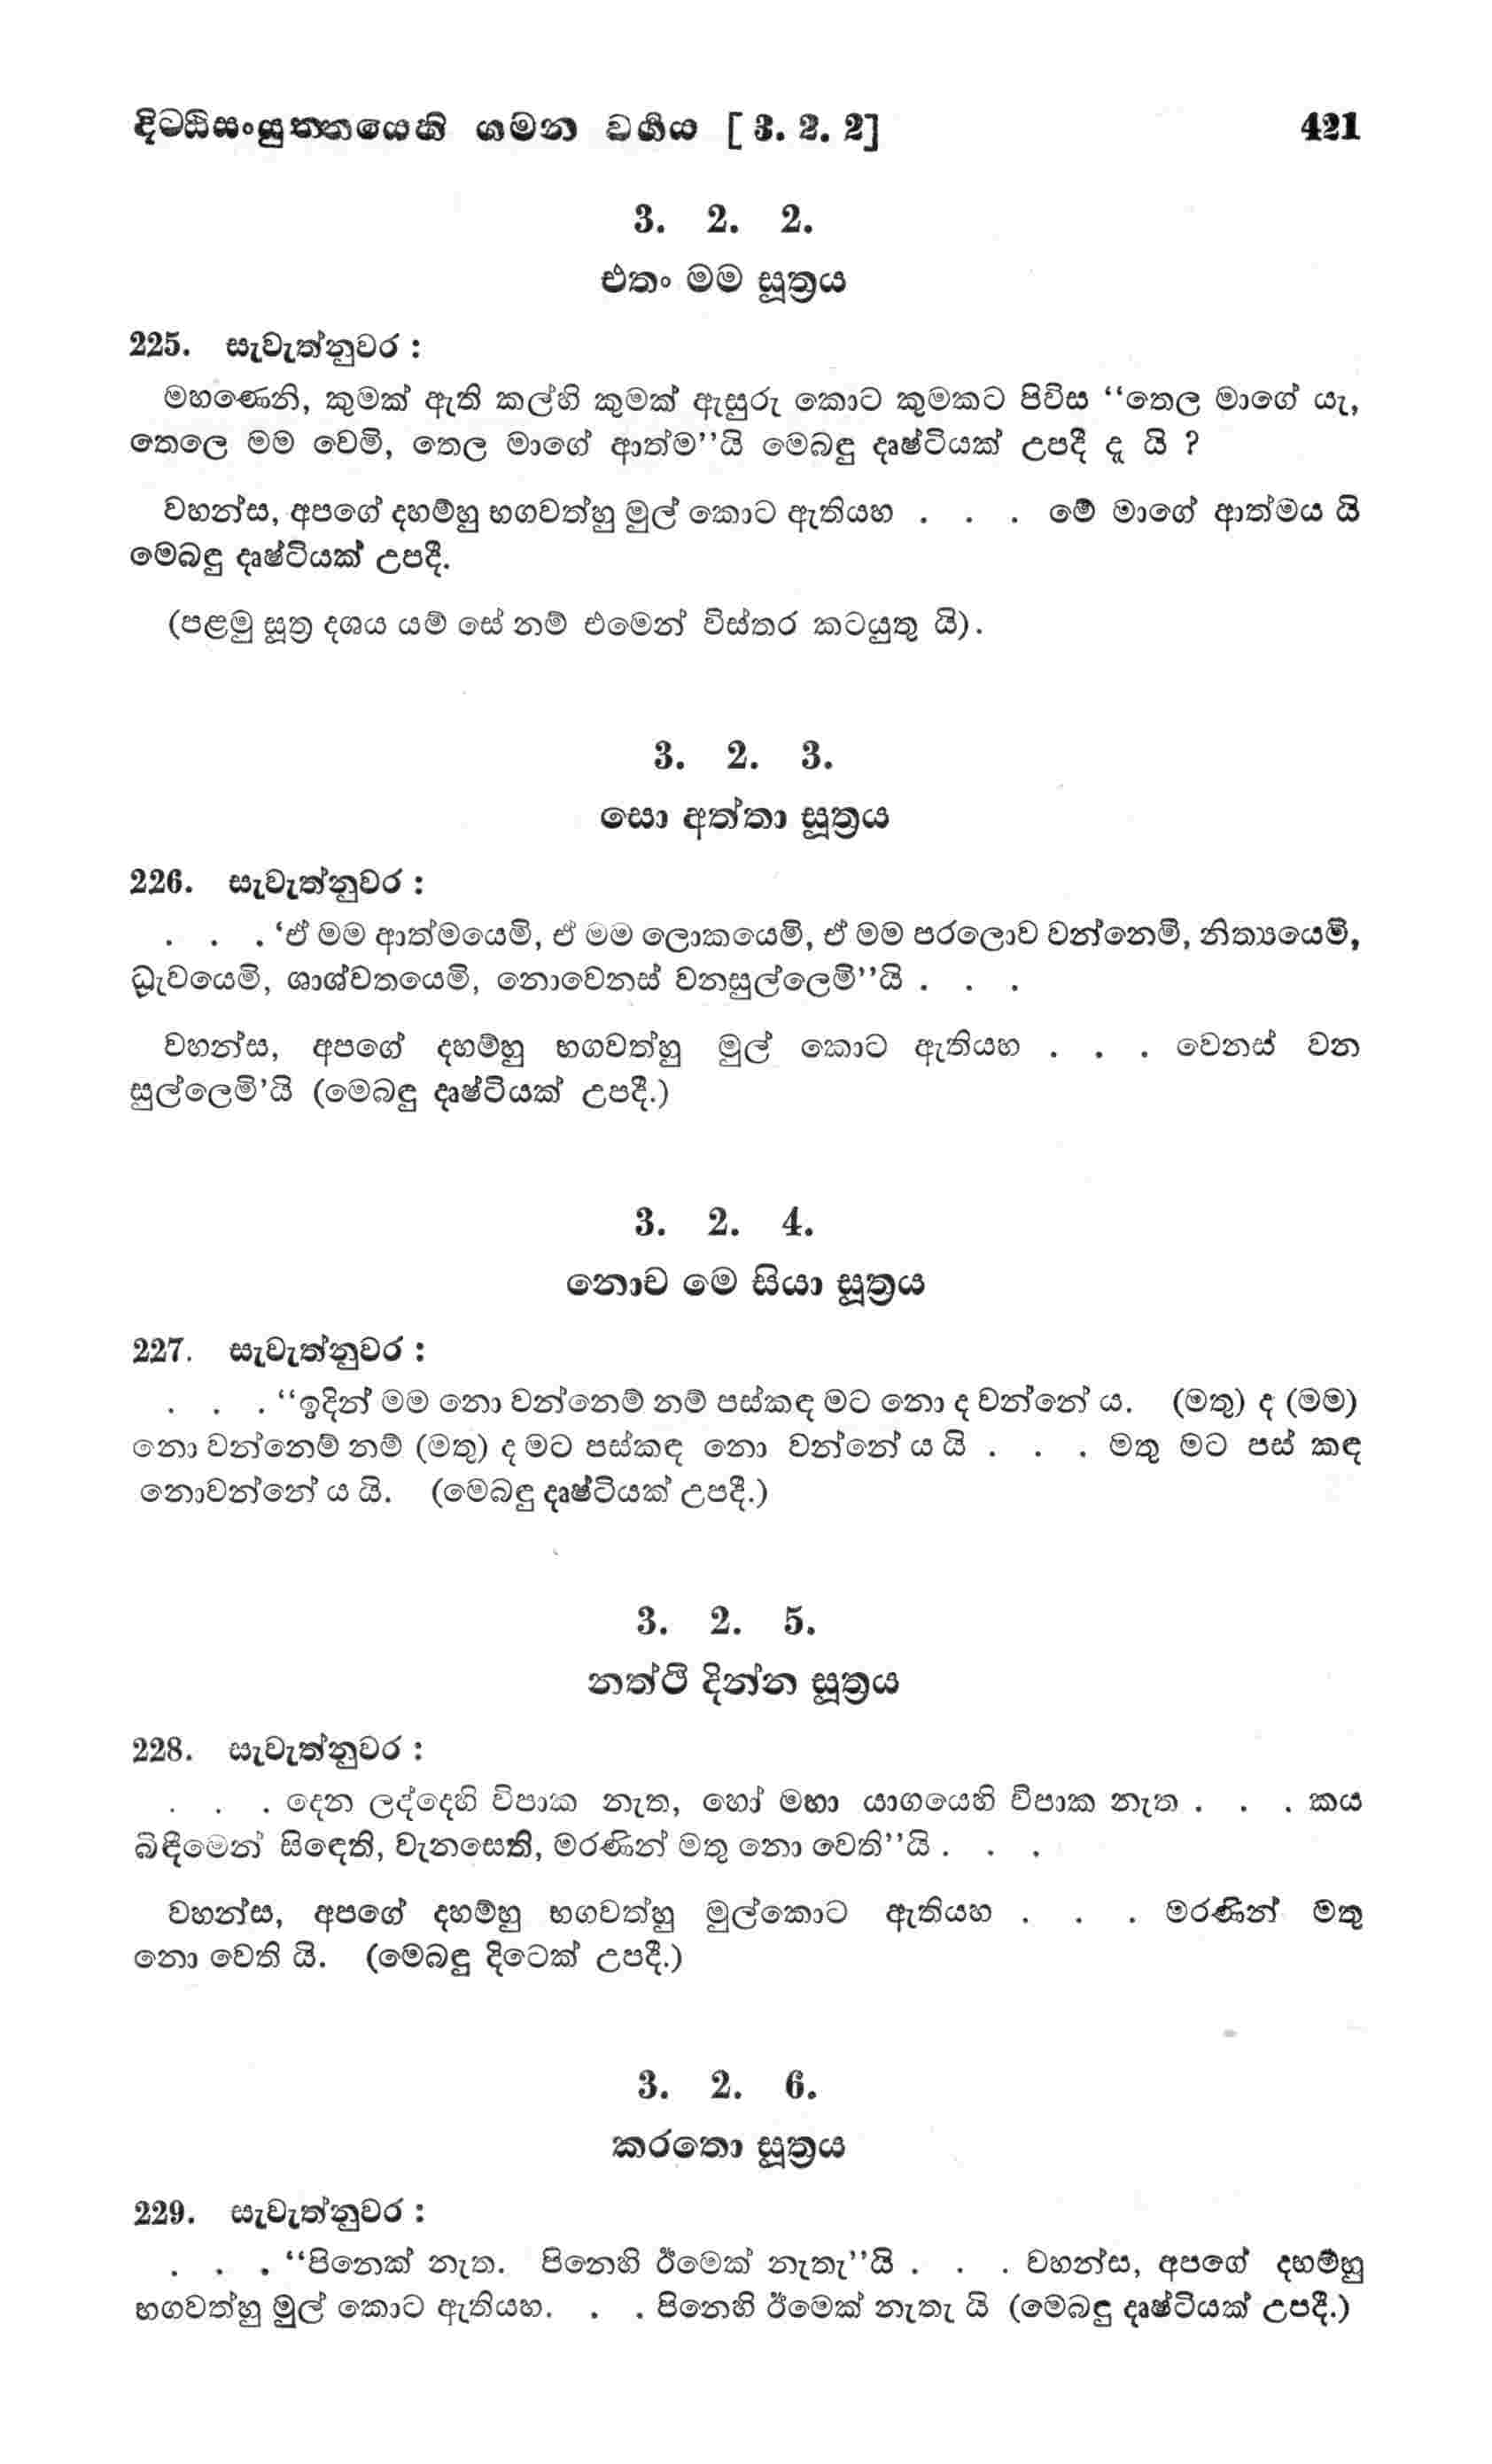 දිට්ඨිසංයුත්තයෙහි ගමන වර්‍ගය [3. 2. 2] 421
3. 2. 2.
එතං මම සූත්‍රය
225. සැවැත්නුවර :
මහණෙනි, කුමක් ඇති කල්හි කුමක් ඇසුරු කොට කුමකට පිවිස “තෙල මාගේ යැ,
තෙලෙ මම වෙමි, තෙල මාගේ ආත්ම”යි මෙබඳු දෘෂ්ටියක් උපදී ද යි ?
වහන්ස, අපගේ දහම්හු භගවත්හු මුල් කොට ඇතියහ . . . මේ මාගේ ආත්මය යි
මෙබඳු දෘෂ්ටියක් උපදී.
(පළමු සූත්‍ර දශය යම් සේ නම් එමෙන් විස්තර කටයුතු යි).
3. 2. 3.
සො අත්තා සූත්‍රය
226. සැවැත්නුවර :
. . . ‘ඒ මම ආත්මයෙමි, ඒ මම ලොකයෙමි, ඒ මම පරලොව වන්නෙමි, නිත්‍යයෙමි,
ධ්‍රැවයෙමි, ශාශ්වතයෙමි, නොවෙනස් වනසුල්ලෙමි”යි . . .
වහන්ස, අපගේ දහම්හු භගවත්හු මුල් කොට ඇතියහ . . . වෙනස් වන
සුල්ලෙමි’යි (මෙබඳු දෘෂ්ටියක් උපදී.)
3. 2. 4.
නොච මෙ සියා සූත්‍රය
227. සැවැත්නුවර :
. . . “ඉදින් මම නො වන්නෙම් නම් පස්කඳ මට නො ද වන්නේ ය. (මතු) ද (මම)
නො වන්නෙම් නම් (මතු) ද මට පස්කඳ නො වන්නේ ය යි . . . මතු මට පස් කඳ
නොවන්නේ ය යි. (මෙබඳු දෘෂ්ටියක් උපදී.)
3. 2. 5.
නත්ථි දින්න සූත්‍රය
228. සැවැත්නුවර :
. . . දෙන ලද්දෙහි විපාක නැත, හෝ මහා යාගයෙහි විපාක නැත . . . කය
බිඳීමෙන් සිඳෙති, වැනසෙති, මරණින් මතු නො වෙති”යි . . .
වහන්ස, අපගේ දහම්හු භගවත්හු මුල්කොට ඇතියහ . . . මරණින් මතු
නො වෙති යි. (මෙබඳු දිටෙක් උපදී.)
3. 2. 6.
කරතො සූත්‍රය
229. සැවැත්නුවර :
. . . “පිනෙක් නැත. පිනෙහි ඊමෙක් නැතැ”යි . . . වහන්ස, අපගේ දහම්හු
භගවත්හු මුල් කොට ඇතියහ. . . . පිනෙහි ඊමෙක් නැතැ යි (මෙබඳු දෘෂ්ටියක් උපදී.)